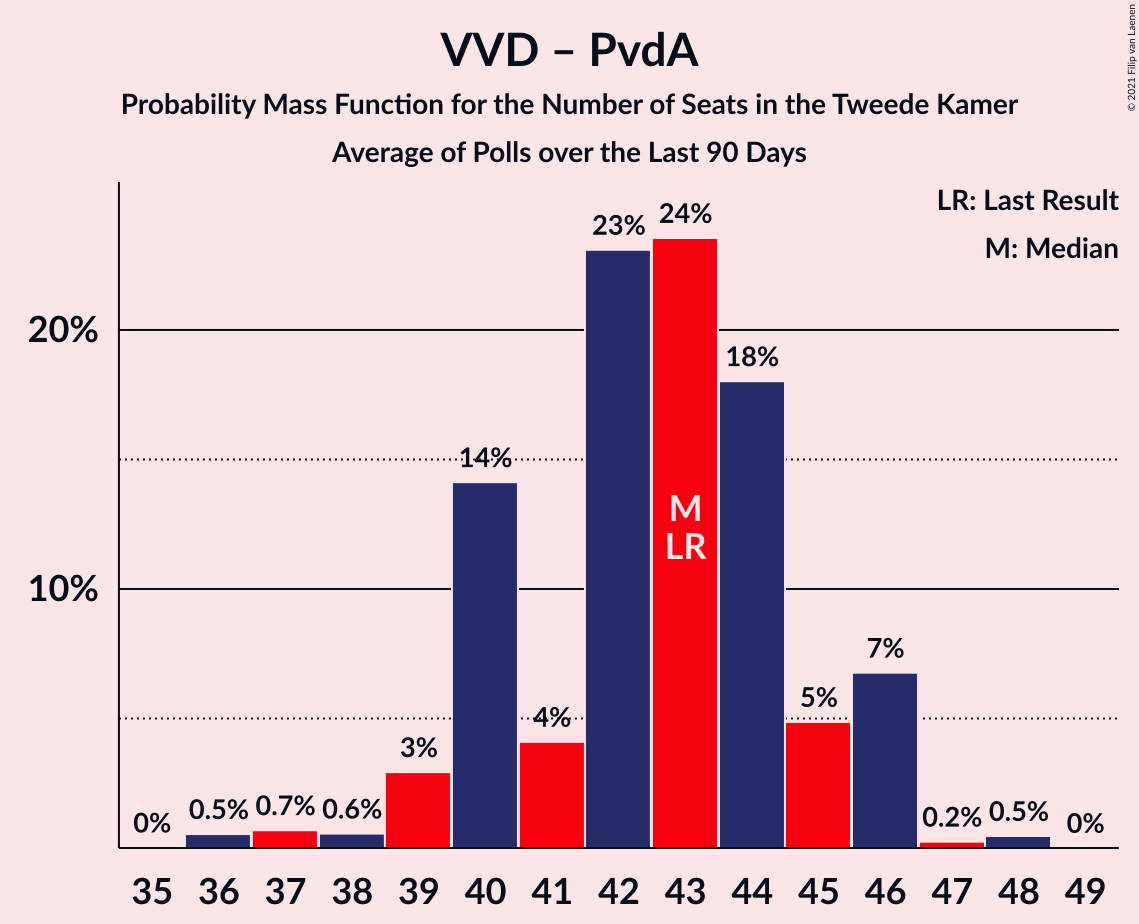 VVD – PvdA
Probability Mass Function for the Number of Seats in the Tweede Kamer
Average of Polls over the Last 90 Days
© 2021 Filip van Laenen
LR: Last Result
M: Median
20%
10%
0%
0.5%
0.7%
0.6%
3%
14%
4%
23%
24%
18%
5%
7%
0.2%
0.5%
0%
M
LR
35 36 37 38 39 40 41 42 43 44 45 46 47 48 49